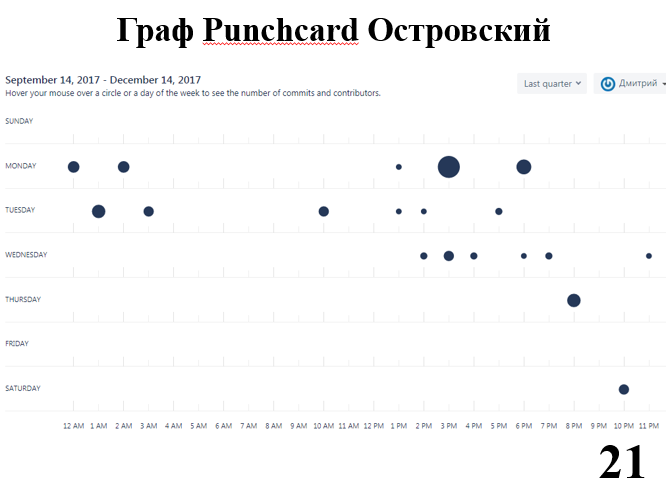 Граф Punchcard Островский
September 14, 2017 - December 14, 2017
Last quarter
Дмитрий
Hover your mouse over a circle or a day of the week to see the number of commits and contributors.
SUNDAY
MONDAY
TUESDAY
WEDNESDAY
THURSDAY
FRIDAY
SATURDAY
12 AM 1 AM 2 AM 3 AM 4 AM 5 AM 6 AM 7 AM 8 AM 9 AM 10 AM 11 AM 12 PM 1 PM 2 PM 3 PM 4 PM 5 PM 6 PM 7 PM 8 PM 9 PM 10 PM 11 PM
21